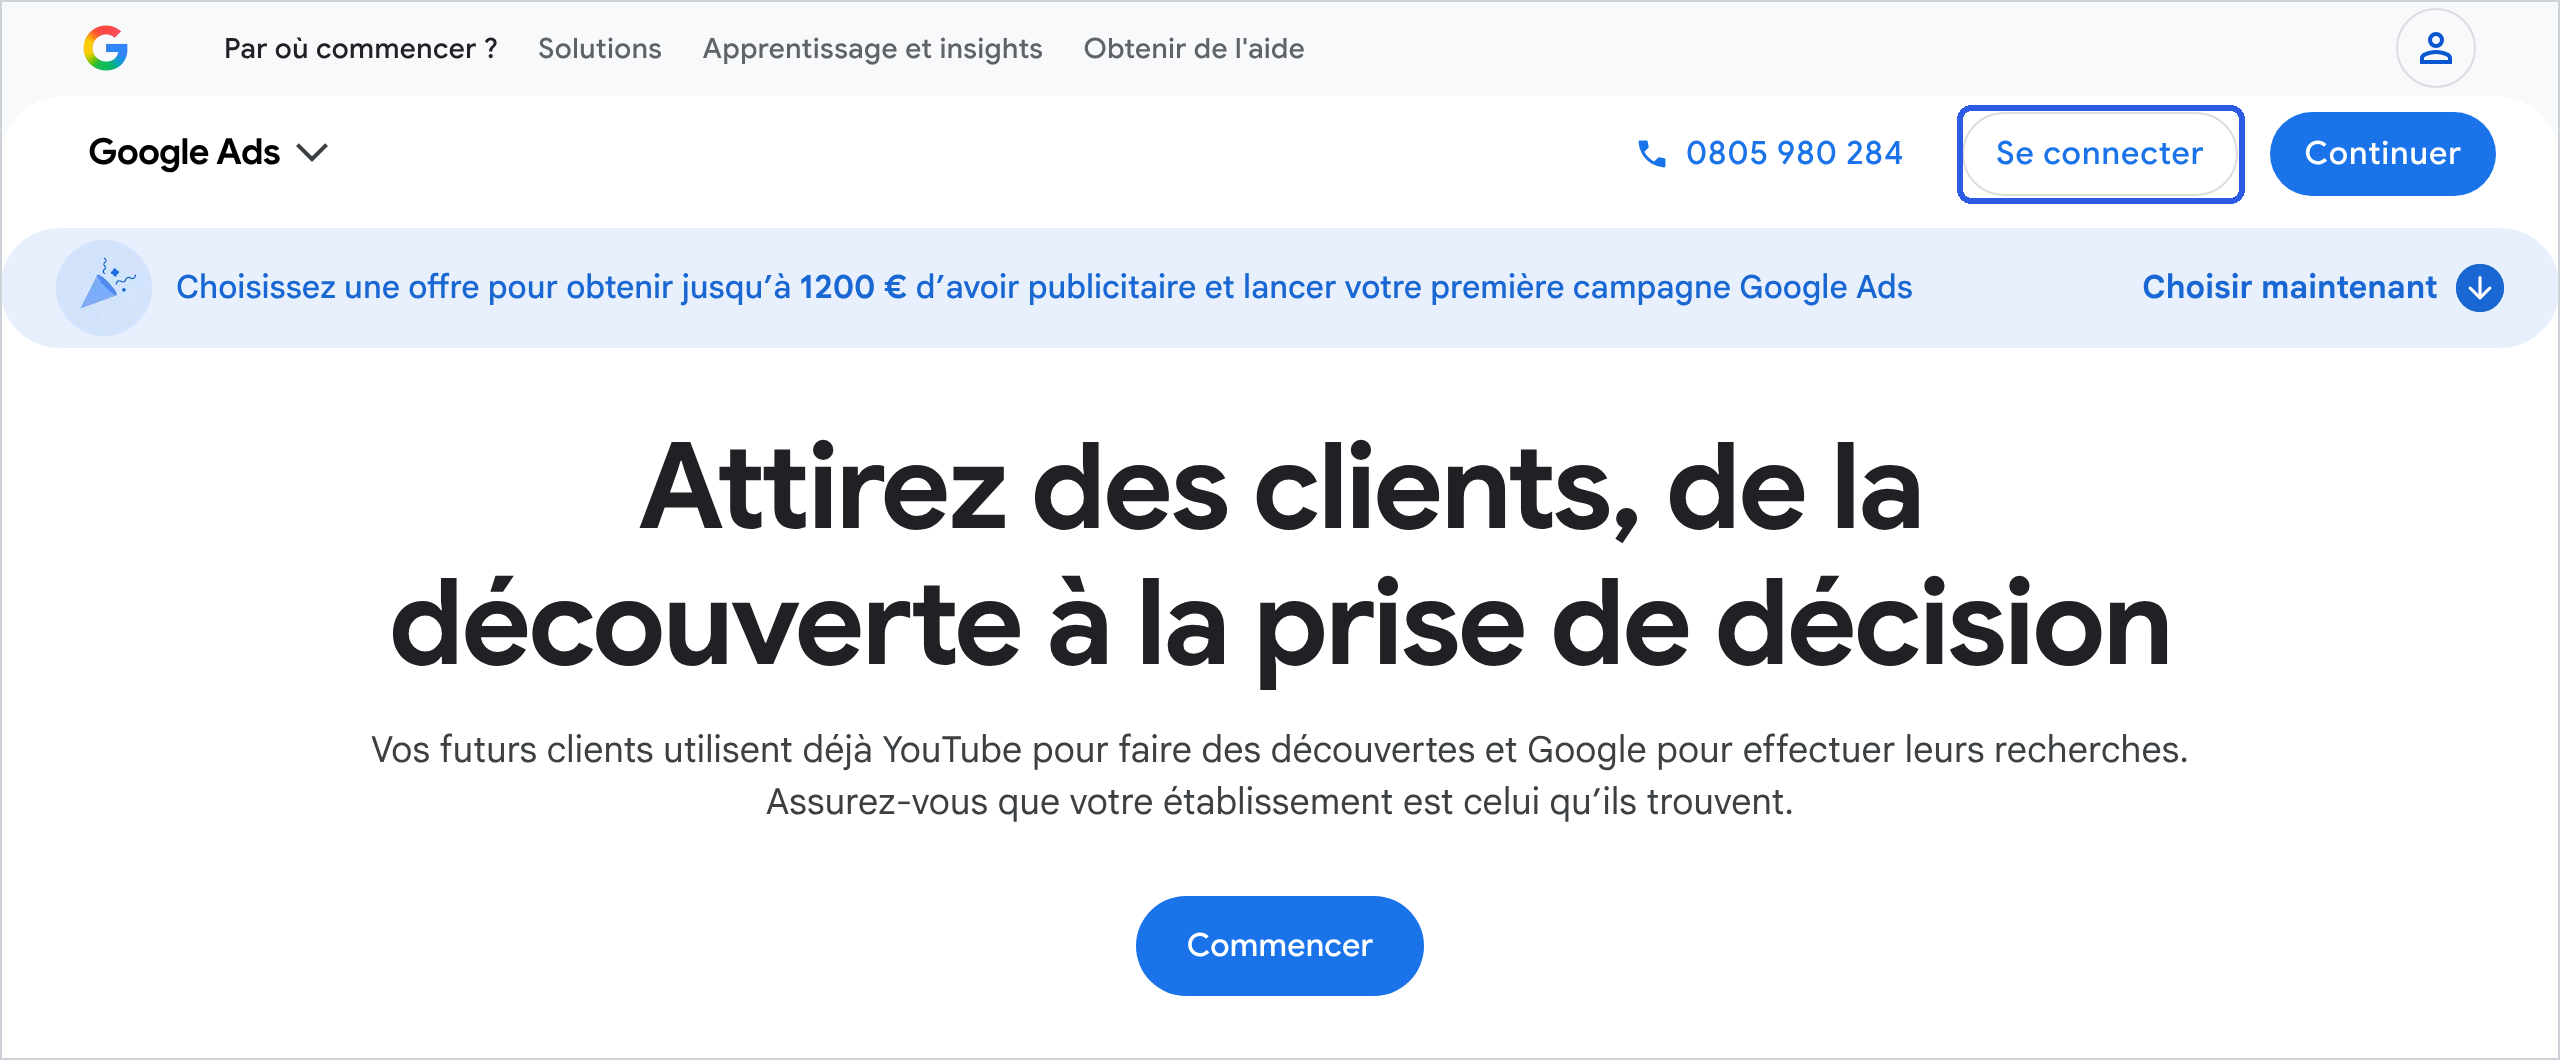 Par où commencer ? Solutions Apprentissage et insights Obtenir de l'aide
Google Ads 0805 980 284 Se connecter Continuer
Choisissez une offre pour obtenir jusqu’à 1200 € d’avoir publicitaire et lancer votre première campagne Google Ads Choisir maintenant
Attirez des clients, de la
découverte à la prise de décision
Vos futurs clients utilisent déjà YouTube pour faire des découvertes et Google pour effectuer leurs recherches.
Assurez-vous que votre établissement est celui qu’ils trouvent.
Commencer